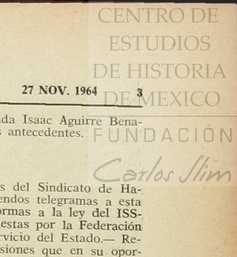 CENTRO DE
ESTUDIOS
DE HISTORIA
27 NOV. 1964 3
DE MEXICO
da Isaac Aguirre Bena-
s antecedentes.
FUNDACIÓN
Carlos Slim
s del Sindicato de Ha-
endos telegramas a esta
ormas a la ley del ISS-
estas por la Federación
rvicio del Estado.— Re-
siones que en su opor-